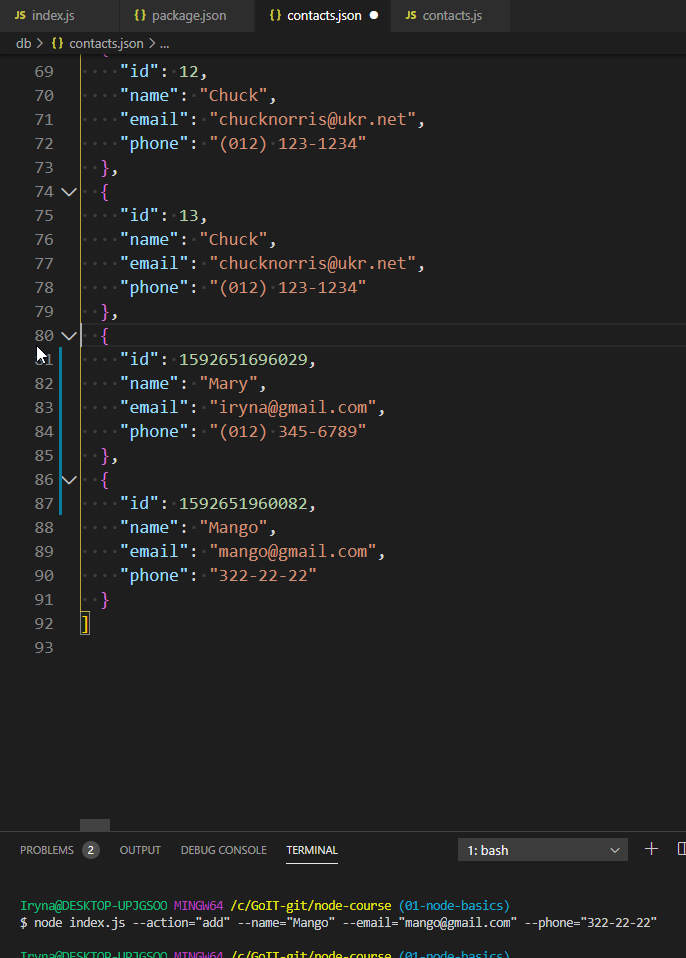 JS index.js {} package.json {} contacts.json JS contacts.js
db > {} contacts.json > ...
69 "id": 12,
70 "name": "Chuck",
71 "email": "chucknorris@ukr.net",
72 "phone": "(012) 123-1234"
73 },
74 {
75 "id": 13,
76 "name": "Chuck",
77 "email": "chucknorris@ukr.net",
78 "phone": "(012) 123-1234"
79 },
80 {
81 "id": 1592651696029,
82 "name": "Mary",
83 "email": "iryna@gmail.com",
84 "phone": "(012) 345-6789"
85 },
86 {
87 "id": 1592651960082,
88 "name": "Mango",
89 "email": "mango@gmail.com",
90 "phone": "322-22-22"
91 }
92 ]
93
PROBLEMS 2 OUTPUT DEBUG CONSOLE TERMINAL 1: bash
Iryna@DESKTOP-UPJGSOO MINGW64 /c/GoIT-git/node-course (01-node-basics)
$ node index.js --action="add" --name="Mango" --email="mango@gmail.com" --phone="322-22-22"
Iryna@DESKTOP-UPJGSOO MINGW64 /c/GoIT-git/node-course (01-node-basics)